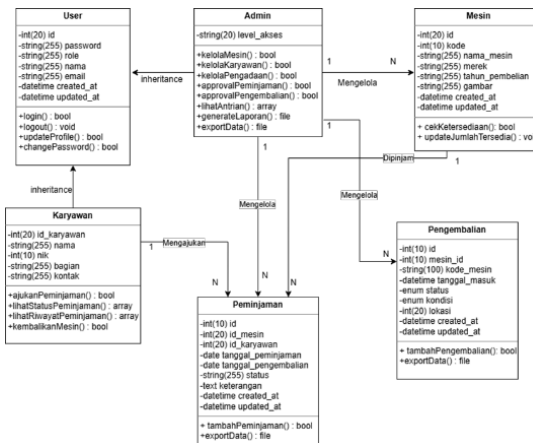 User
-int(20) id
-string(255) password
-string(255) role
-string(255) nama
-string(255) email
-datetime created_at
-datetime updated_at
+login() : bool
+logout() : void
+updateProfile() : bool
+changePassword() : bool
Admin
-string(20) level_akses
+kelolaMesin() : bool
+kelolaKaryawan() : bool
+kelolaPengadaan() : bool
+approvalPeminjaman() : bool
+approvalPengembalian() : bool
+lihatAntrian() : array
+generateLaporan() : file
+exportData() : file
Mesin
-int(20) id
-int(10) kode
-string(255) nama_mesin
-string(255) merek
-string(255) tahun_pembelian
-string(255) gambar
-datetime created_at
-datetime updated_at
+ cekKetersediaan() : bool
+ updateJumlahTersedia() : vo
inheritance
1
N
Mengelola
1
1
1
Dipinjam
inheritance
Mengelola
Mengelola
Karyawan
-int(20) id_karyawan
-string(255) nama
-int(10) nik
-string(255) bagian
-string(255) kontak
+ajukanPeminjaman() : bool
+lihatStatusPeminjaman() : array
+lihatRiwayatPeminjaman() : array
+kembalikanMesin() : bool
1
Mengajukan
N
N
N
N
Peminjaman
-int(10) id
-int(20) id_mesin
-int(20) id_karyawan
-date tanggal_peminjaman
-date tanggal_pengembalian
-string(255) status
-text keterangan
-datetime created_at
-datetime updated_at
+ tambahPeminjaman() : bool
+exportData() : file
Pengembalian
-int(10) id
-int(10) mesin_id
-string(100) kode_mesin
-datetime tanggal_masuk
-enum status
-enum kondisi
-int(20) lokasi
-datetime created_at
-datetime updated_at
+ tambahPengembalian(): bool
+exportData() : file